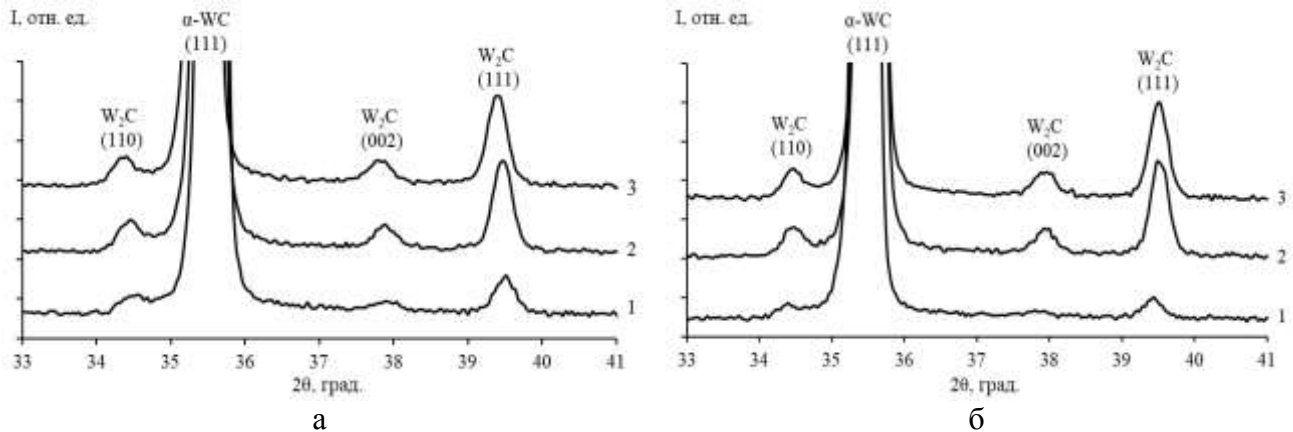 I, отн. ед.
α-WC
(111)
W₂C
(111)
W₂C
(110)
W₂C
(002)
3
2
1
33 34 35 36 37 38 39 40 41
2θ, град.
а
I, отн. ед.
α-WC
(111)
W₂C
(111)
W₂C
(110)
W₂C
(002)
3
2
1
33 34 35 36 37 38 39 40 41
2θ, град.
б